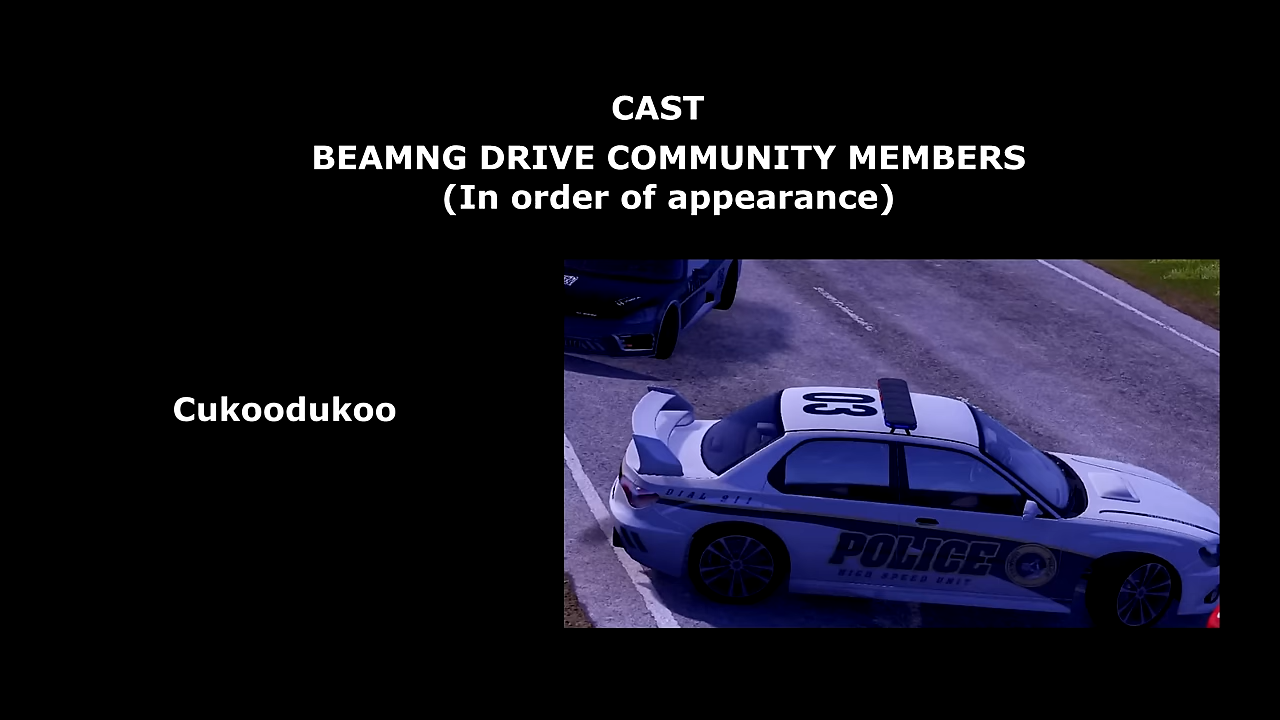 CAST
BEAMNG DRIVE COMMUNITY MEMBERS
(In order of appearance)
Cukoodukoo
03
DIAL 911
POLICE
HIGH SPEED UNIT